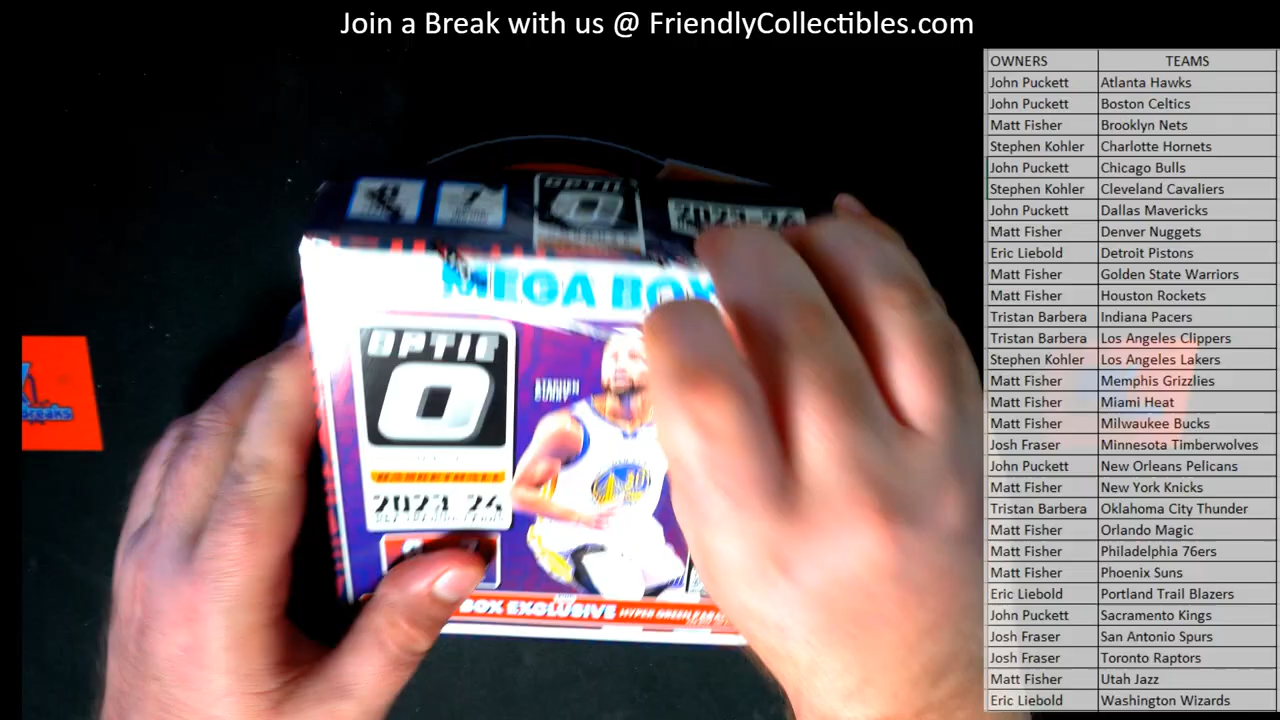 Join a Break with us @ FriendlyCollectibles.com
OWNERS TEAMS
John Puckett Atlanta Hawks
John Puckett Boston Celtics
Matt Fisher Brooklyn Nets
Stephen Kohler Charlotte Hornets
John Puckett Chicago Bulls
Stephen Kohler Cleveland Cavaliers
John Puckett Dallas Mavericks
Matt Fisher Denver Nuggets
Eric Liebold Detroit Pistons
Matt Fisher Golden State Warriors
Matt Fisher Houston Rockets
Tristan Barbera Indiana Pacers
Tristan Barbera Los Angeles Clippers
Stephen Kohler Los Angeles Lakers
Matt Fisher Memphis Grizzlies
Matt Fisher Miami Heat
Matt Fisher Milwaukee Bucks
Josh Fraser Minnesota Timberwolves
John Puckett New Orleans Pelicans
Matt Fisher New York Knicks
Tristan Barbera Oklahoma City Thunder
Matt Fisher Orlando Magic
Matt Fisher Philadelphia 76ers
Matt Fisher Phoenix Suns
Eric Liebold Portland Trail Blazers
John Puckett Sacramento Kings
Josh Fraser San Antonio Spurs
Josh Fraser Toronto Raptors
Matt Fisher Utah Jazz
Eric Liebold Washington Wizards
OPTIC
2023-24
MEGA BOX
OPTIC
BASKETBALL
2023-24
BOX EXCLUSIVE HYPER GREEN
Breaks